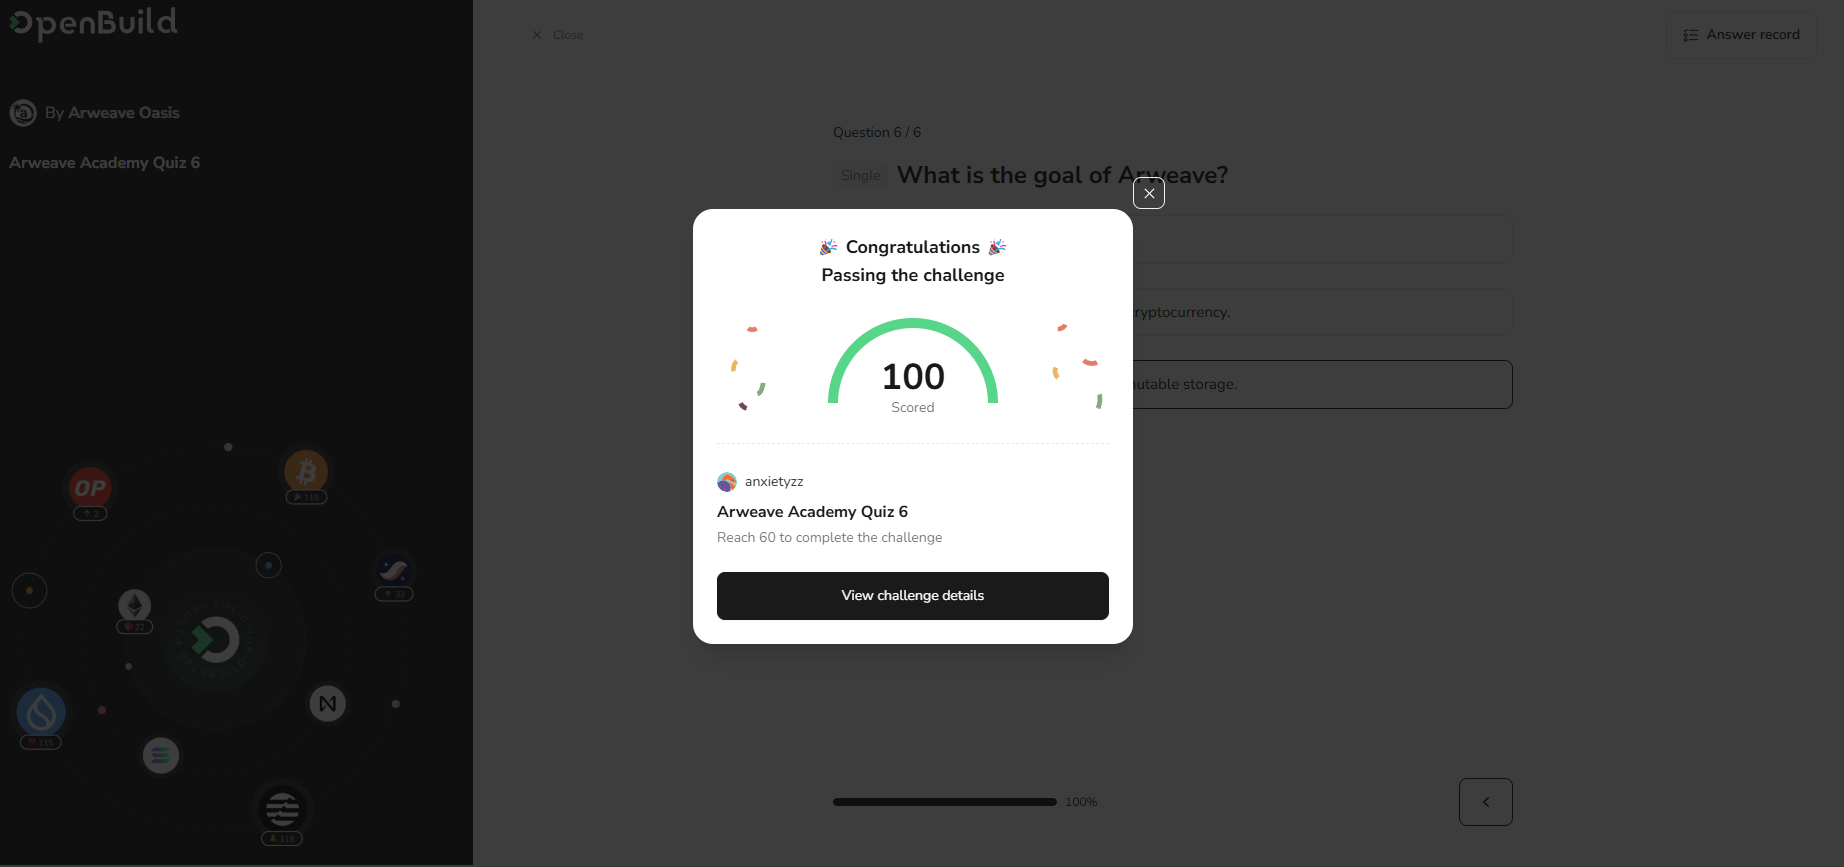 OpenBuild
By Arweave Oasis
Arweave Academy Quiz 6
OP
↑ 2
115
↑ 32
22
115
115
Close
Answer record
Question 6 / 6
Single What is the goal of Arweave?
cryptocurrency.
mutable storage.
🎉 Congratulations 🎉
Passing the challenge
100
Scored
anxietyzz
Arweave Academy Quiz 6
Reach 60 to complete the challenge
View challenge details
100%